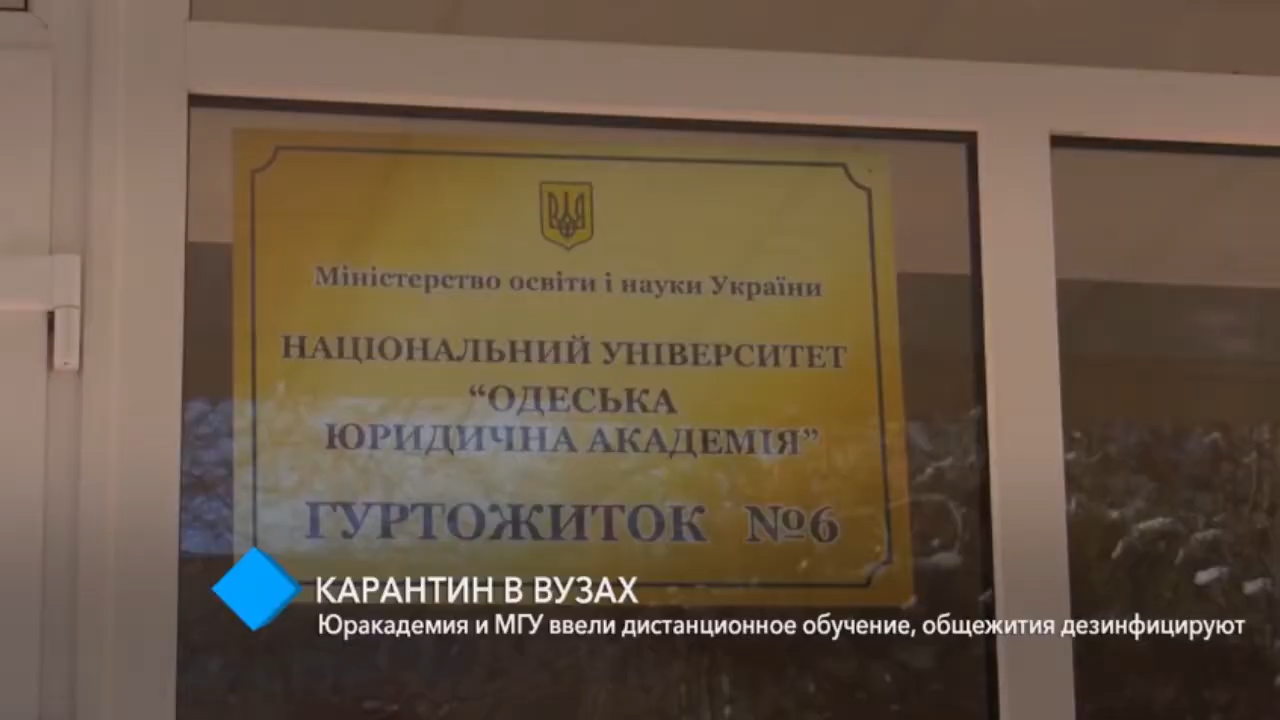 Міністерство освіти і науки України
НАЦІОНАЛЬНИЙ УНІВЕРСИТЕТ
“ОДЕСЬКА
ЮРИДИЧНА АКАДЕМІЯ”
ГУРТОЖИТОК №6
КАРАНТИН В ВУЗАХ
Юракадемия и МГУ ввели дистанционное обучение, общежития дезинфицируют